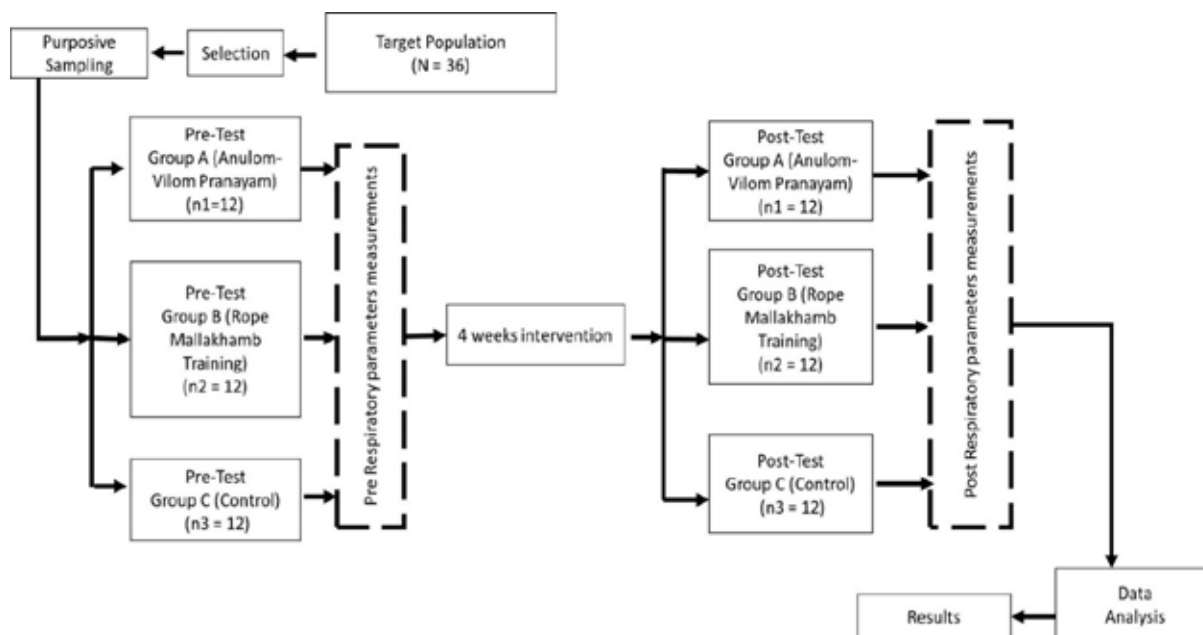 Target Population
(N = 36)
Selection
Purposive
Sampling
Pre-Test
Group A (Anulom-
Vilom Pranayam)
(n1=12)
Pre-Test
Group B (Rope
Mallakhamb
Training)
(n2 = 12)
Pre-Test
Group C (Control)
(n3 = 12)
Pre Respiratory parameters measurements
4 weeks intervention
Post-Test
Group A (Anulom-
Vilom Pranayam)
(n1 = 12)
Post-Test
Group B (Rope
Mallakhamb
Training)
(n2 = 12)
Post-Test
Group C (Control)
(n3 = 12)
Post Respiratory parameters measurements
Data
Analysis
Results